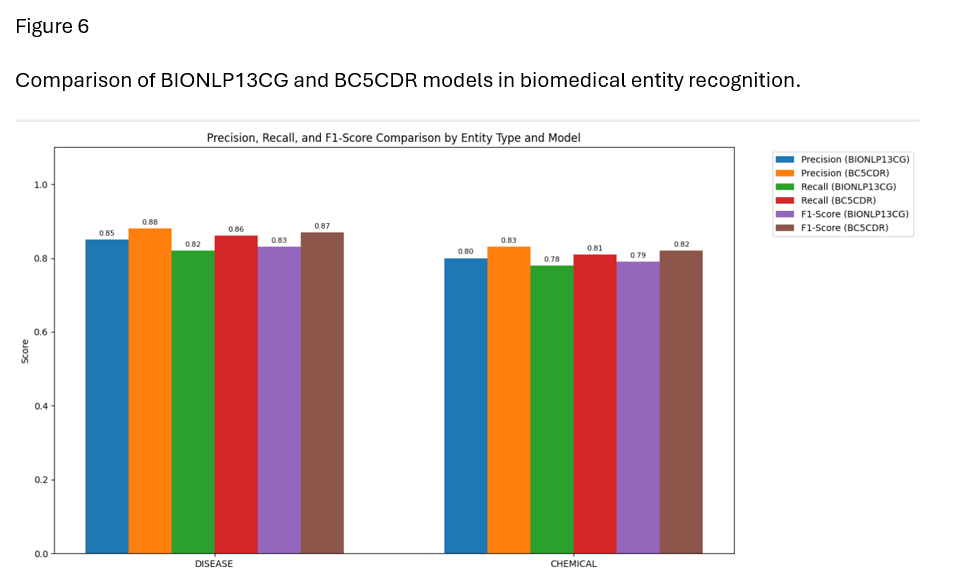 Figure 6
Comparison of BIONLP13CG and BC5CDR models in biomedical entity recognition.
Precision, Recall, and F1-Score Comparison by Entity Type and Model
Precision (BIONLP13CG)
Precision (BC5CDR)
Recall (BIONLP13CG)
Recall (BC5CDR)
F1-Score (BIONLP13CG)
F1-Score (BC5CDR)
1.0
0.8
0.6
0.4
0.2
0.0
Score
0.85
0.88
0.82
0.86
0.83
0.87
0.80
0.83
0.78
0.81
0.79
0.82
DISEASE
CHEMICAL